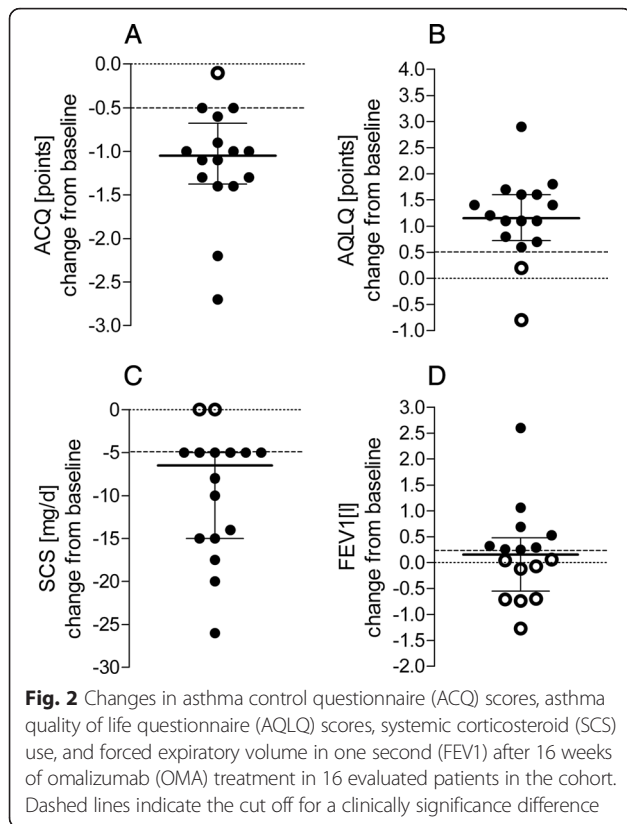 A
B
0.0
-0.5
-1.0
-1.5
-2.0
-2.5
-3.0
ACQ [points]
change from baseline
4.0
3.5
3.0
2.5
2.0
1.5
1.0
0.5
0.0
0.5
1.0
AQLQ [points]
change from baseline
C
D
0
-5
-10
-15
-20
-25
-30
SCS [mg/d]
change from baseline
3.0
2.5
2.0
1.5
1.0
0.5
0.0
-0.5
-1.0
-1.5
-2.0
FEV1[l]
change from baseline
Fig. 2 Changes in asthma control questionnaire (ACQ) scores, asthma
quality of life questionnaire (AQLQ) scores, systemic corticosteroid (SCS)
use, and forced expiratory volume in one second (FEV1) after 16 weeks
of omalizumab (OMA) treatment in 16 evaluated patients in the cohort.
Dashed lines indicate the cut off for a clinically significance difference